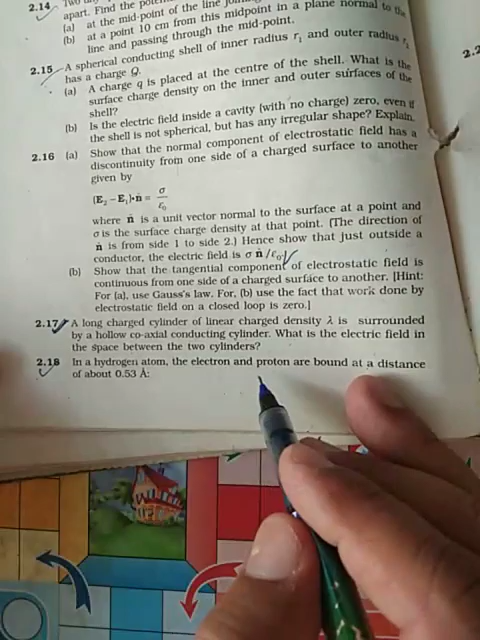 2.14 Two
apart. Find the
(a) at the mid-point of the line
(b) at a point 10 cm from this midpoint in a plane normal to the
line and passing through the mid-point.
2.15 A spherical conducting shell of inner radius r₁ and outer radius r₂
has a charge Q.
(a) A charge q is placed at the centre of the shell. What is the
surface charge density on the inner and outer surfaces of the
shell?
(b) Is the electric field inside a cavity (with no charge) zero, even if
the shell is not spherical, but has any irregular shape? Explain.
2.16 (a) Show that the normal component of electrostatic field has a
discontinuity from one side of a charged surface to another
given by
(E₂ – E₁)·n̂ = σ/ε₀
where n̂ is a unit vector normal to the surface at a point and
σ is the surface charge density at that point. (The direction of
n̂ is from side 1 to side 2.) Hence show that just outside a
conductor, the electric field is σ n̂/ε₀.
(b) Show that the tangential component of electrostatic field is
continuous from one side of a charged surface to another. [Hint:
For (a), use Gauss's law. For, (b) use the fact that work done by
electrostatic field on a closed loop is zero.]
2.17 A long charged cylinder of linear charged density λ is surrounded
by a hollow co-axial conducting cylinder. What is the electric field in
the space between the two cylinders?
2.18 In a hydrogen atom, the electron and proton are bound at a distance
of about 0.53 Å: